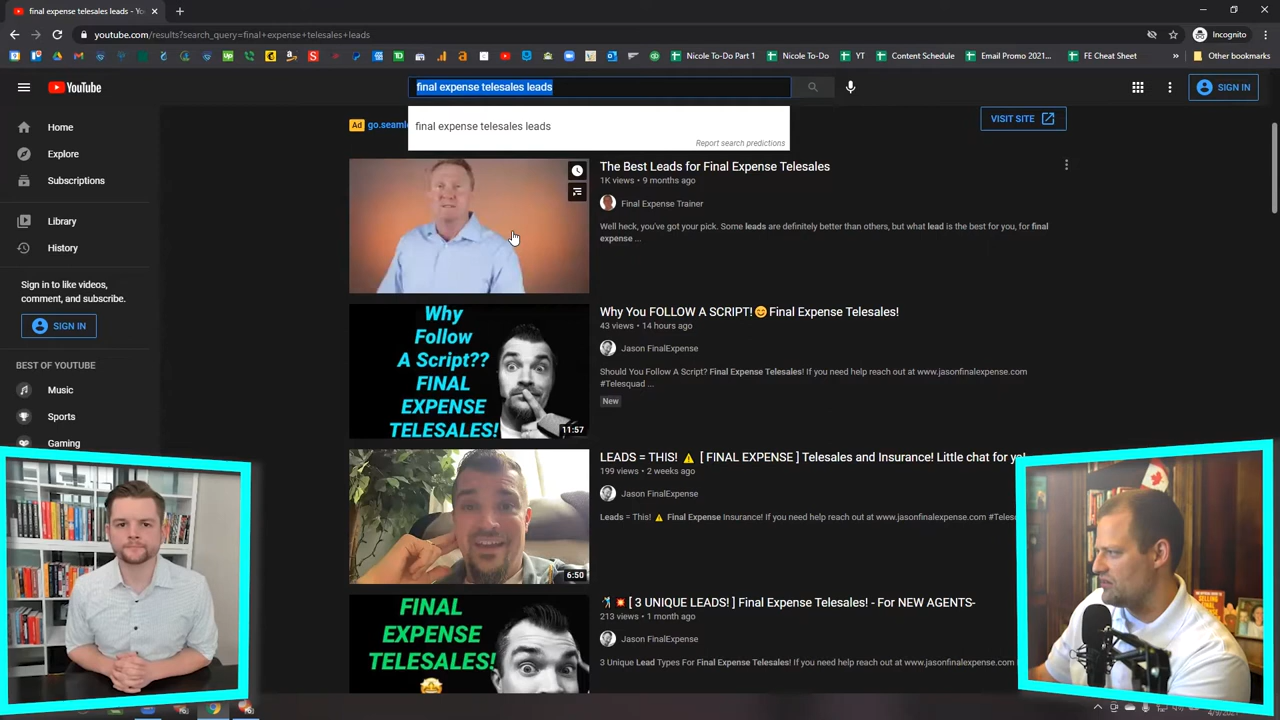 final expense telesales leads - Yo
youtube.com/results?search_query=final+expense+telesales+leads
Incognito
Nicole To-Do Part 1
Nicole To-Do
YT
Content Schedule
Email Promo 2021...
FE Cheat Sheet
Other bookmarks
YouTube
final expense telesales leads
SIGN IN
final expense telesales leads
Report search predictions
Ad go.seaml
VISIT SITE
Home
Explore
Subscriptions
Library
History
Sign in to like videos,
comment, and subscribe.
SIGN IN
BEST OF YOUTUBE
Music
Sports
Gaming
The Best Leads for Final Expense Telesales
1K views • 9 months ago
Final Expense Trainer
Well heck, you've got your pick. Some leads are definitely better than others, but what lead is the best for you, for final
expense ...
Why
Follow
A Script??
FINAL
EXPENSE
TELESALES!
11:57
Why You FOLLOW A SCRIPT! 😊 Final Expense Telesales!
43 views • 14 hours ago
Jason FinalExpense
Should You Follow A Script? Final Expense Telesales! If you need help reach out at www.jasonfinalexpense.com
#Telesquad ...
New
6:50
LEADS = THIS! ⚠️ [ FINAL EXPENSE ] Telesales and Insurance! Little chat for ya!
199 views • 2 weeks ago
Jason FinalExpense
Leads = This! ⚠️ Final Expense Insurance! If you need help reach out at www.jasonfinalexpense.com #Telesq
FINAL
EXPENSE
TELESALES!
[ 3 UNIQUE LEADS! ] Final Expense Telesales! - For NEW AGENTS-
213 views • 1 month ago
Jason FinalExpense
3 Unique Lead Types For Final Expense Telesales! If you need help reach out at www.jasonfinalexpense.com